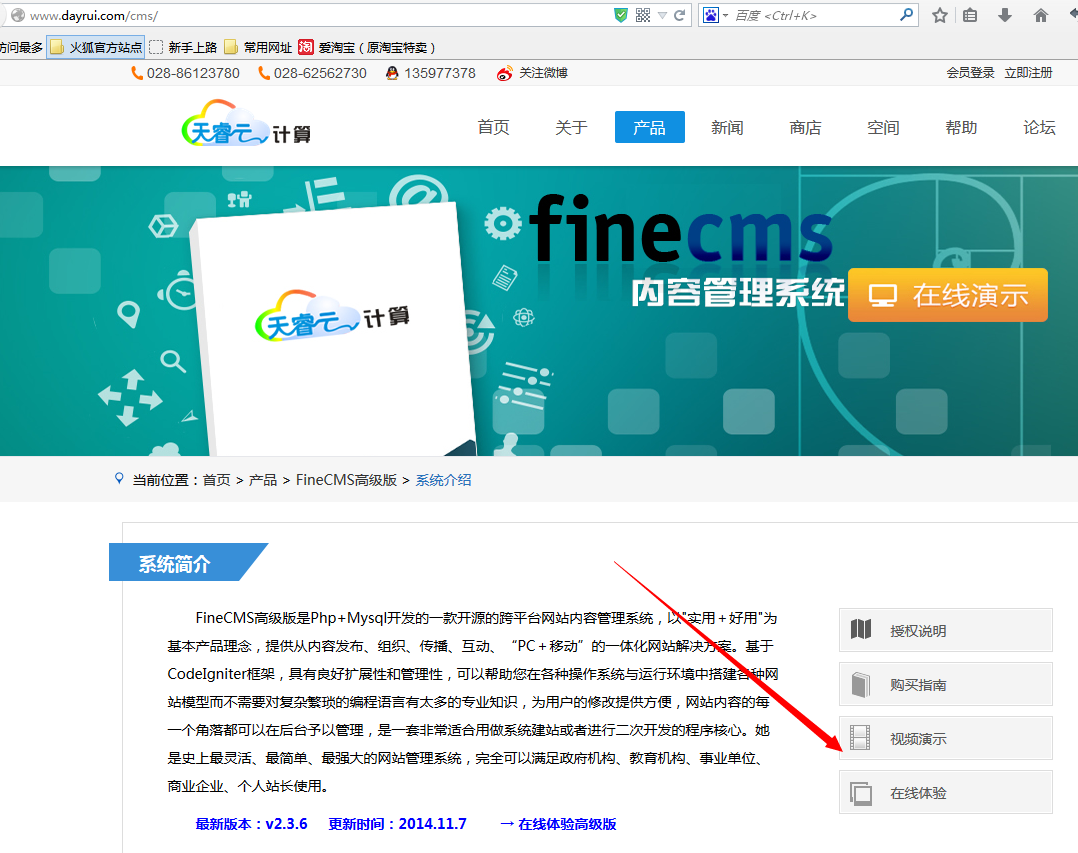 www.dayrui.com/cms/
百度 <Ctrl+K>
访问最多 火狐官方站点 新手上路 常用网址 淘 爱淘宝（原淘宝特卖）
028-86123780 028-62562730 135977378 关注微博 会员登录 立即注册
天睿云计算 首页 关于 产品 新闻 商店 空间 帮助 论坛
finecms
内容管理系统 在线演示
天睿云计算
当前位置：首页 > 产品 > FineCMS高级版 > 系统介绍
系统简介
FineCMS高级版是Php+Mysql开发的一款开源的跨平台网站内容管理系统，以"实用＋好用"为
基本产品理念，提供从内容发布、组织、传播、互动、“PC＋移动”的一体化网站解决方案。基于
CodeIgniter框架，具有良好扩展性和管理性，可以帮助您在各种操作系统与运行环境中搭建各种网
站模型而不需要对复杂繁琐的编程语言有太多的专业知识，为用户的修改提供方便，网站内容的每
一个角落都可以在后台予以管理，是一套非常适合用做系统建站或者进行二次开发的程序核心。她
是史上最灵活、最简单、最强大的网站管理系统，完全可以满足政府机构、教育机构、事业单位、
商业企业、个人站长使用。
最新版本：v2.3.6 更新时间：2014.11.7 → 在线体验高级版
授权说明
购买指南
视频演示
在线体验